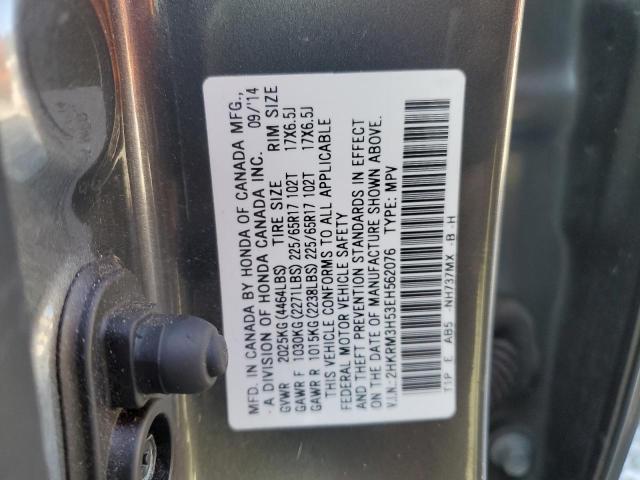 MFD. IN CANADA BY HONDA OF CANADA MFG.,
A DIVISION OF HONDA CANADA INC. 09/'14
GVWR 2025KG(4464LBS) TIRE SIZE RIM SIZE
GAWR F 1030KG(2271LBS) 225/65R17 102T 17X6.5J
GAWR R 1015KG(2238LBS) 225/65R17 102T 17X6.5J
THIS VEHICLE CONFORMS TO ALL APPLICABLE
FEDERAL MOTOR VEHICLE SAFETY
AND THEFT PREVENTION STANDARDS IN EFFECT
ON THE DATE OF MANUFACTURE SHOWN ABOVE.
V.I.N.: 2HKRM3H53EH562076 TYPE: MPV
T1P E AB5 -NH737MX -B -H